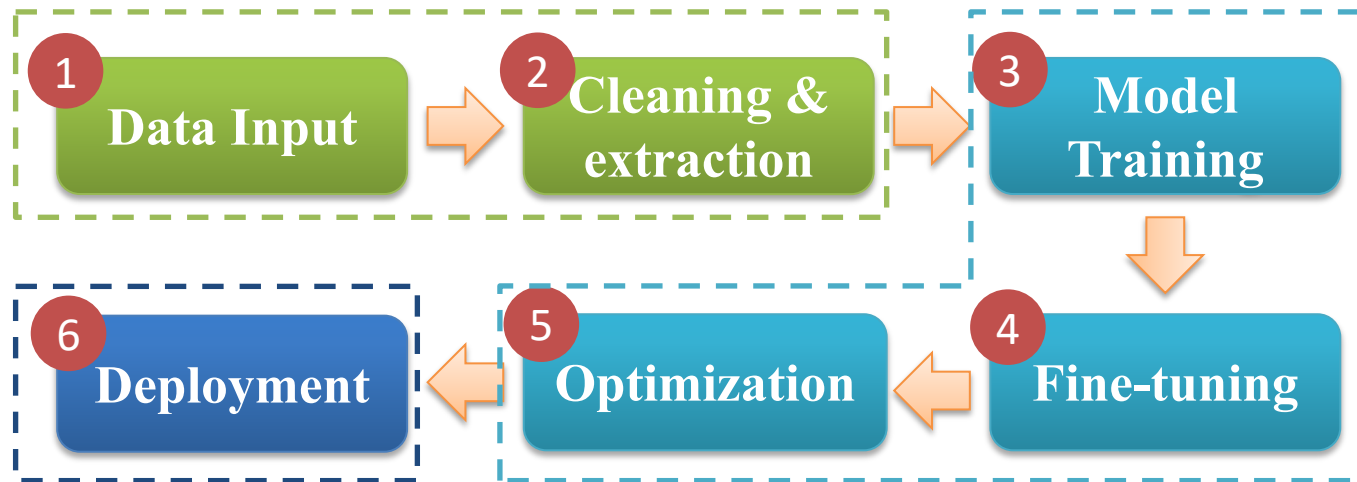 1
Data Input
2
Cleaning &
extraction
3
Model
Training
4
Fine-tuning
5
Optimization
6
Deployment